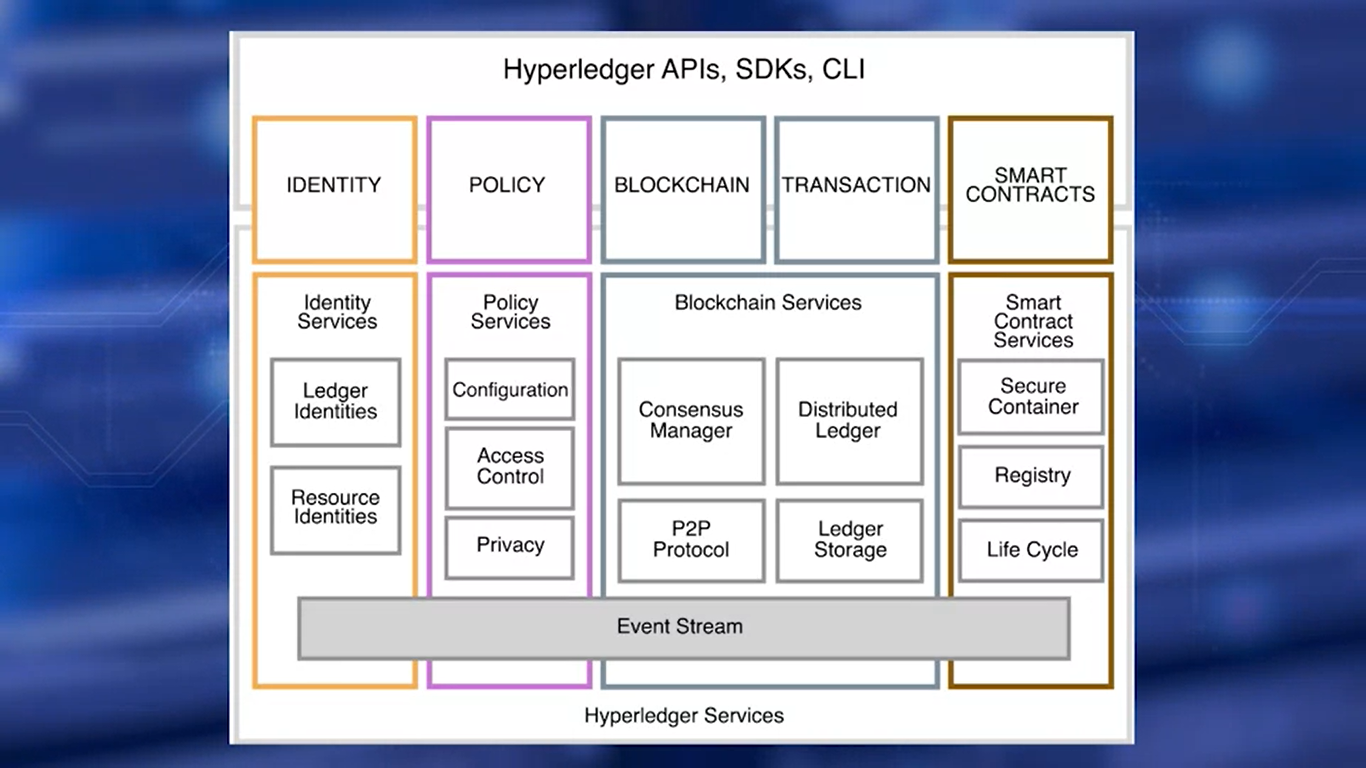 Hyperledger APIs, SDKs, CLI
IDENTITY
POLICY
BLOCKCHAIN
TRANSACTION
SMART
CONTRACTS
Identity
Services
Ledger
Identities
Resource
Identities
Policy
Services
Configuration
Access
Control
Privacy
Blockchain Services
Consensus
Manager
Distributed
Ledger
P2P
Protocol
Ledger
Storage
Smart
Contract
Services
Secure
Container
Registry
Life Cycle
Event Stream
Hyperledger Services